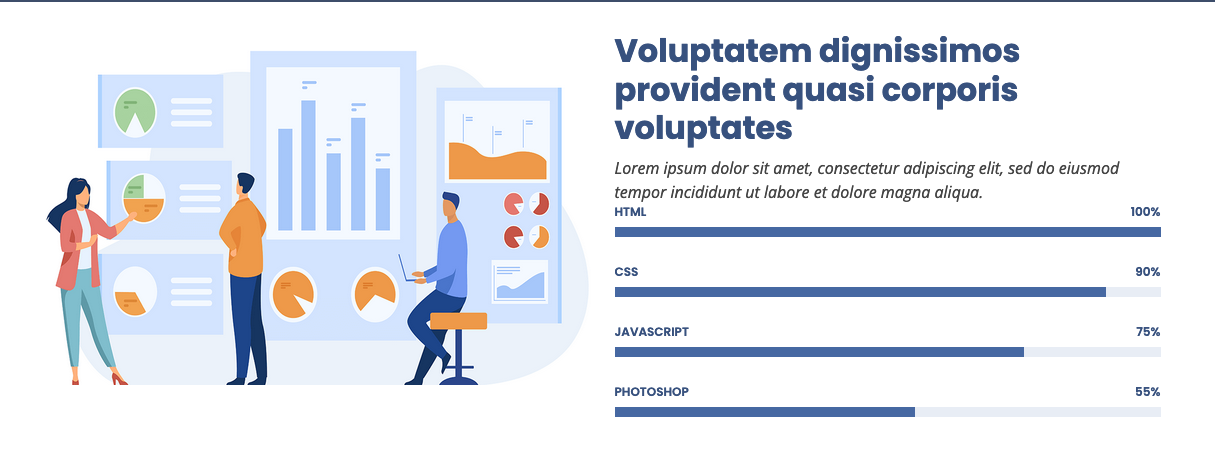 Voluptatem dignissimos
provident quasi corporis
voluptates
Lorem ipsum dolor sit amet, consectetur adipiscing elit, sed do eiusmod
tempor incididunt ut labore et dolore magna aliqua.
HTML 100%
CSS 90%
JAVASCRIPT 75%
PHOTOSHOP 55%